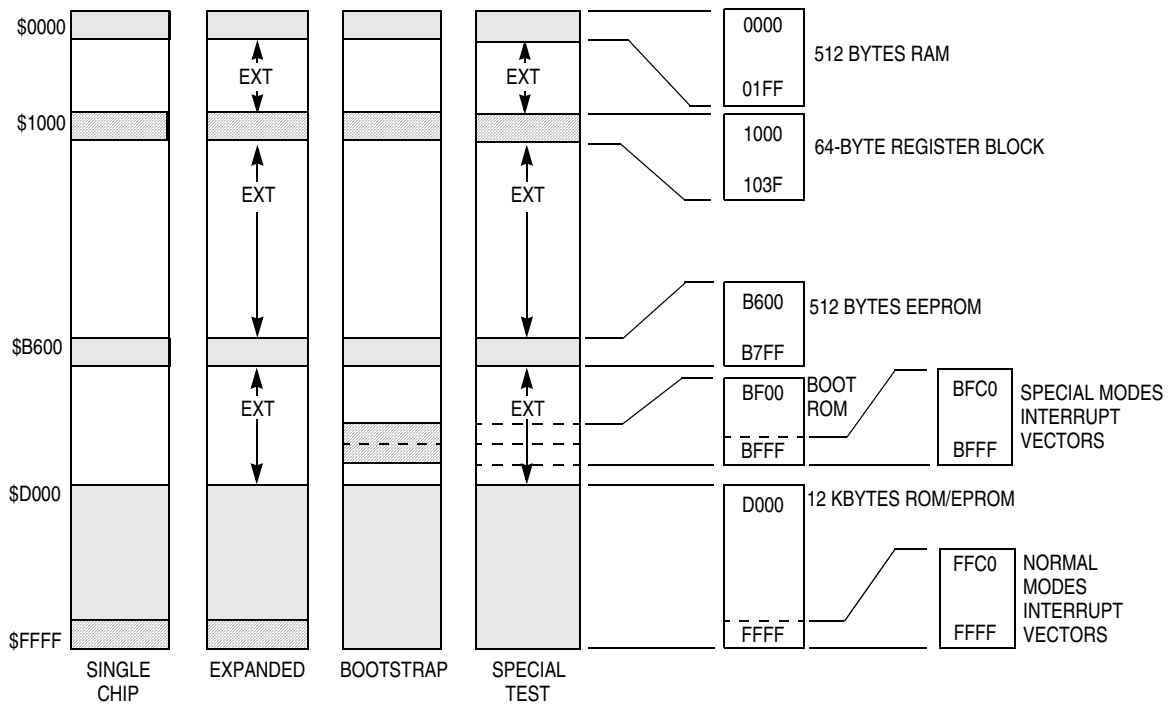 $0000
$1000
$B600
$D000
$FFFF
EXT
EXT
EXT
EXT
EXT
EXT
SINGLE
CHIP
EXPANDED
BOOTSTRAP
SPECIAL
TEST
0000
01FF
512 BYTES RAM
1000
103F
64-BYTE REGISTER BLOCK
B600
B7FF
512 BYTES EEPROM
BF00
BFFF
BOOT
ROM
BFC0
BFFF
SPECIAL MODES
INTERRUPT
VECTORS
D000
FFFF
12 KBYTES ROM/EPROM
FFC0
FFFF
NORMAL
MODES
INTERRUPT
VECTORS